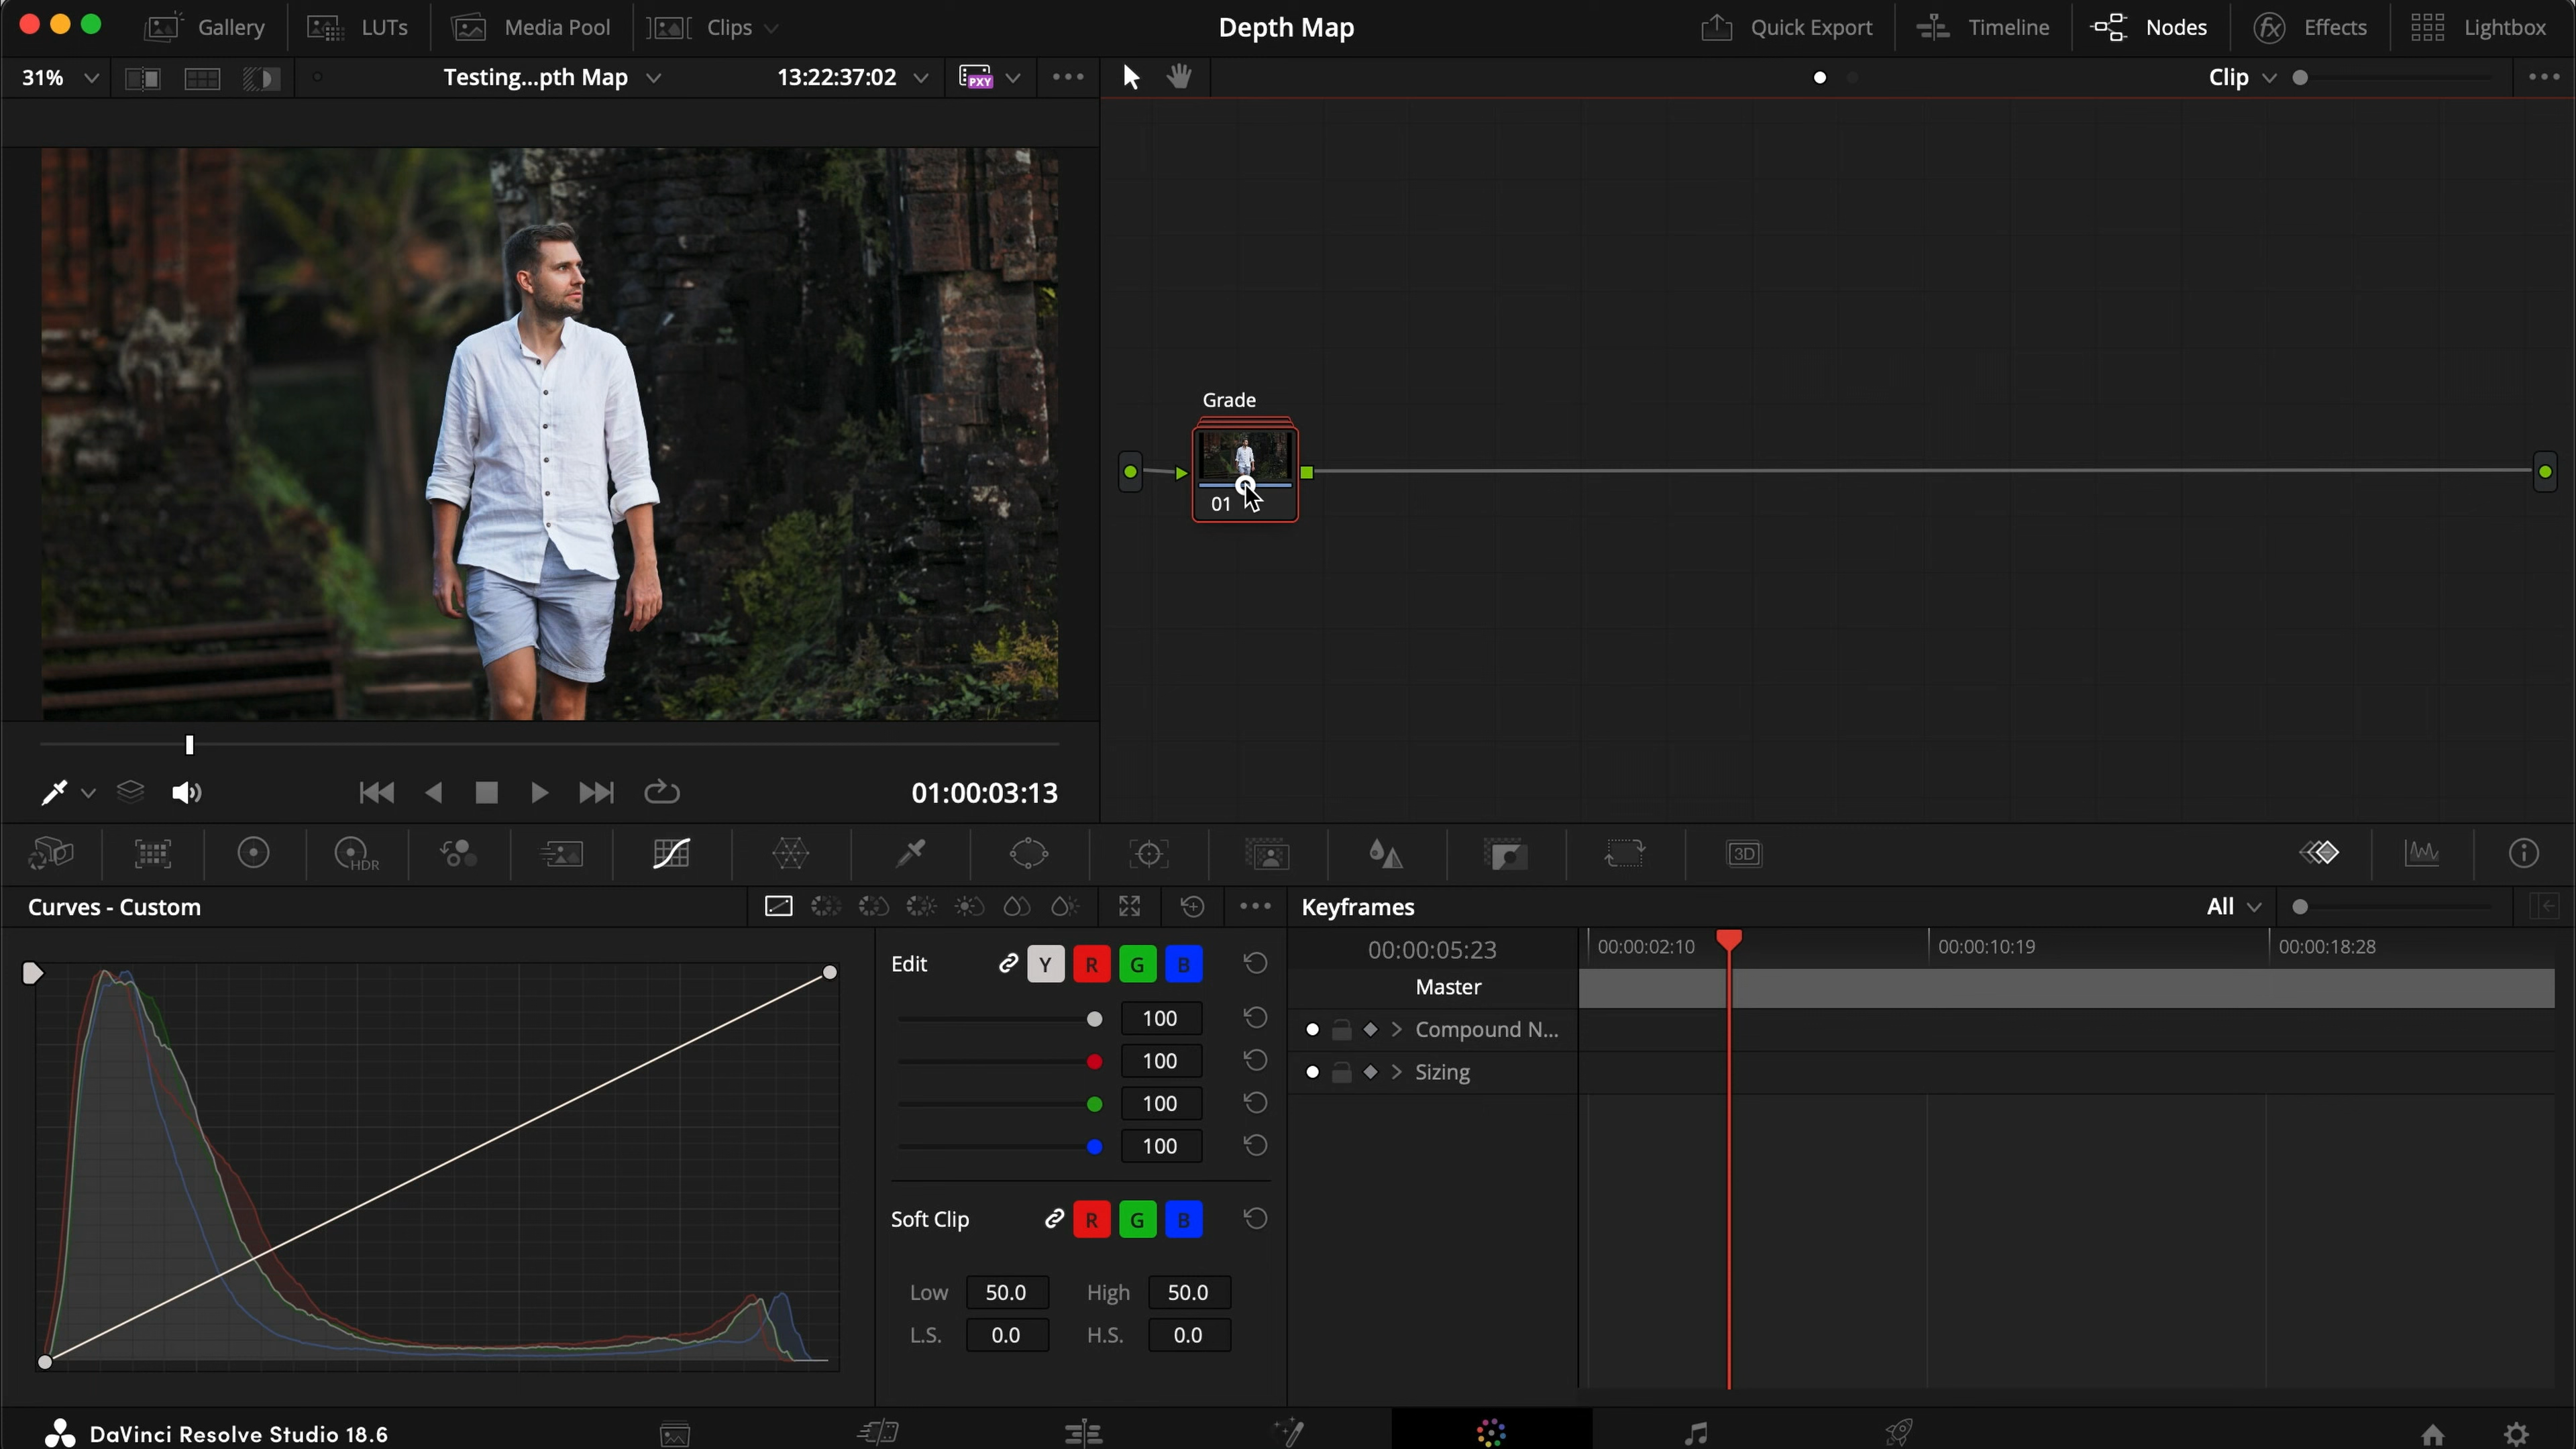 Gallery LUTs Media Pool Clips Depth Map Quick Export Timeline Nodes fx Effects Lightbox
31% Testing...pth Map 13:22:37:02 PXY Clip
Grade
01
01:00:03:13
HDR 3D
Curves - Custom
Keyframes All
Edit Y R G B
00:00:05:23 00:00:02:10 00:00:10:19 00:00:18:28
Master
100
Compound N...
100
Sizing
100
100
Soft Clip R G B
Low 50.0 High 50.0
L.S. 0.0 H.S. 0.0
DaVinci Resolve Studio 18.6